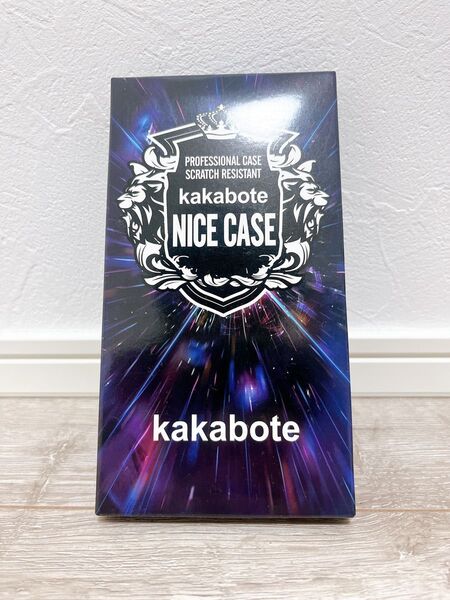 PROFESSIONAL CASE
SCRATCH RESISTANT
kakabote
NICE CASE
kakabote